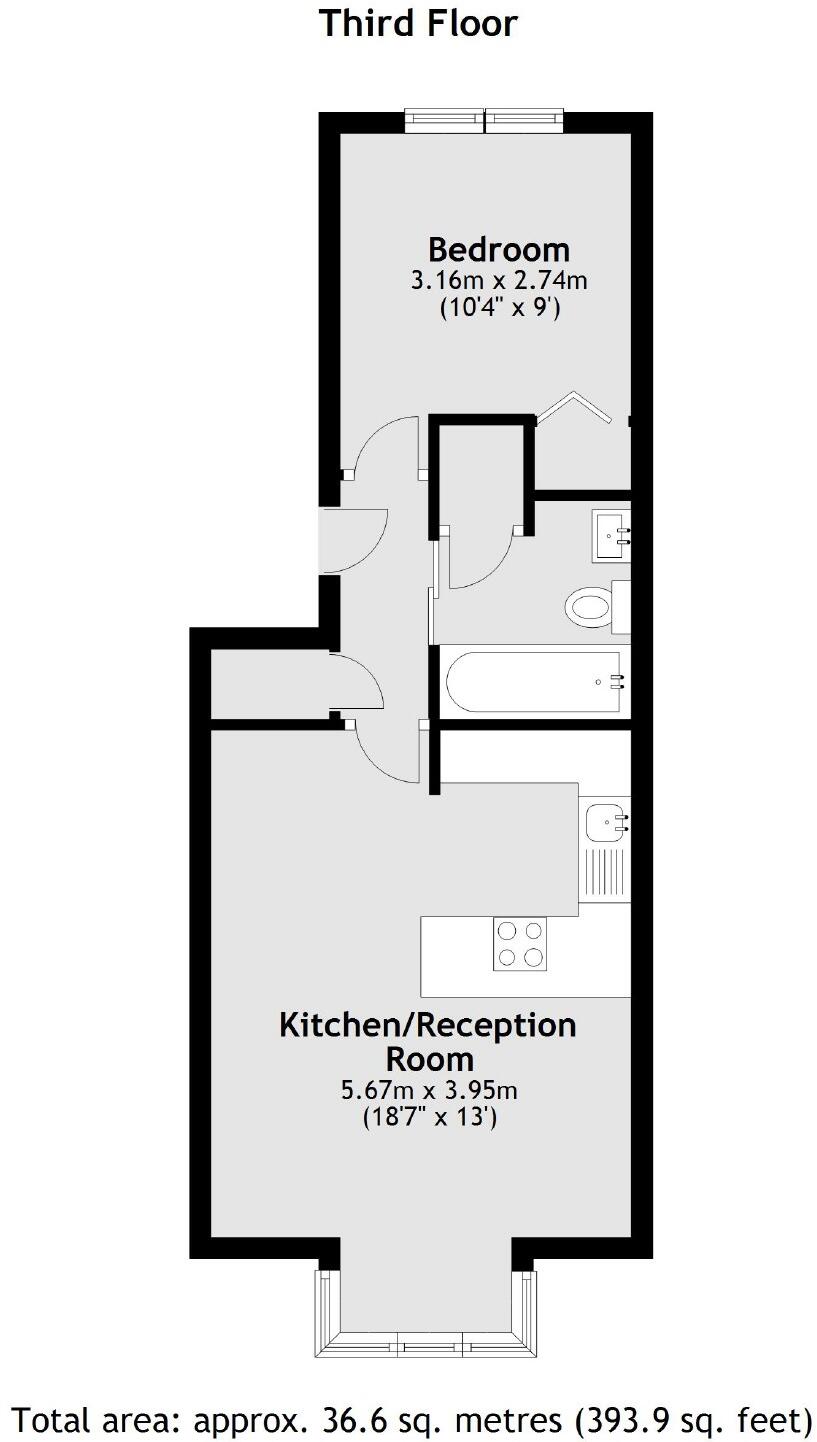 Third Floor
Bedroom
3.16m x 2.74m
(10'4" x 9')
Kitchen/Reception
Room
5.67m x 3.95m
(18'7" x 13')
Total area: approx. 36.6 sq. metres (393.9 sq. feet)